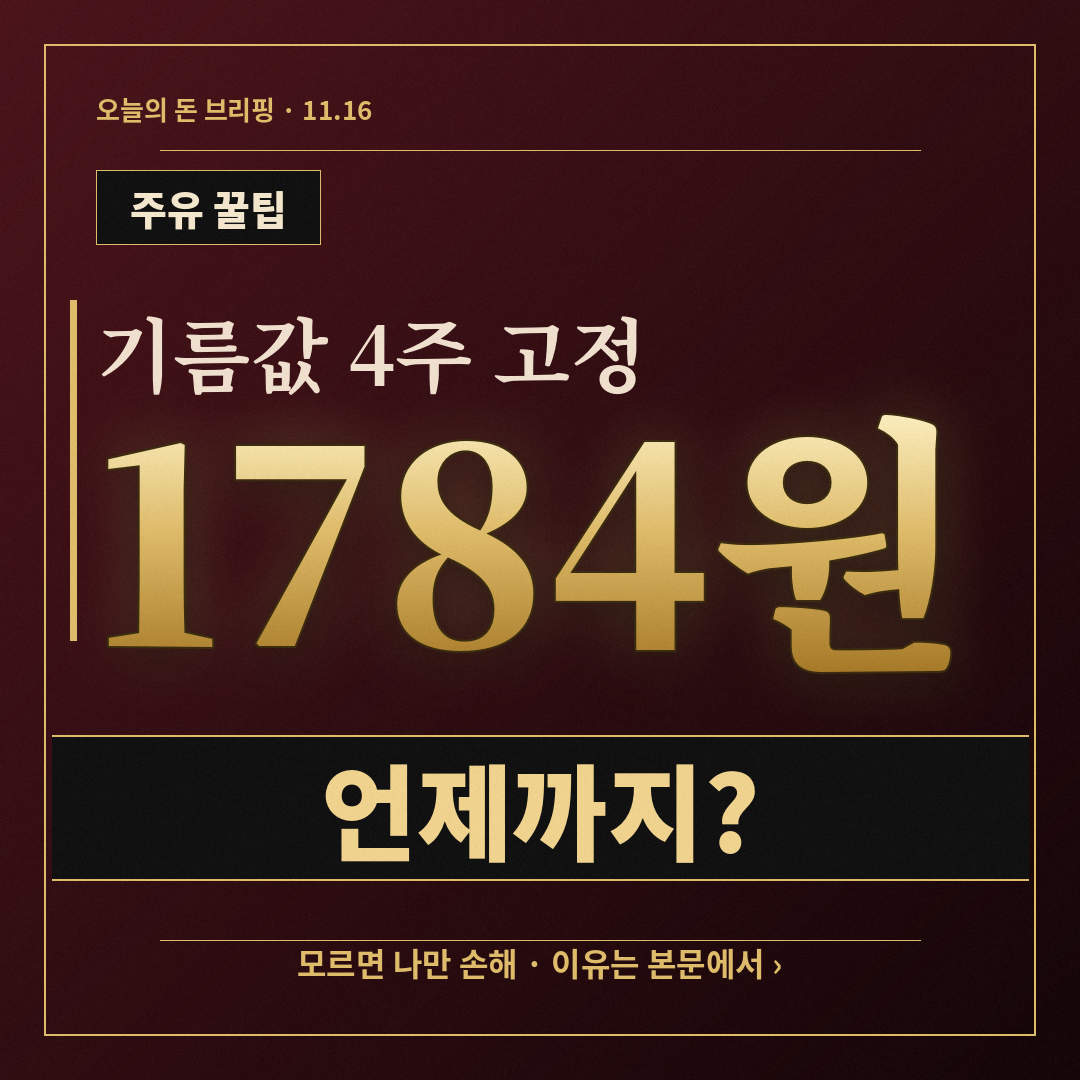 오늘의 돈 브리핑 · 11.16
주유 꿀팁
기름값 4주 고정
1784원
언제까지?
모르면 나만 손해 · 이유는 본문에서 ›